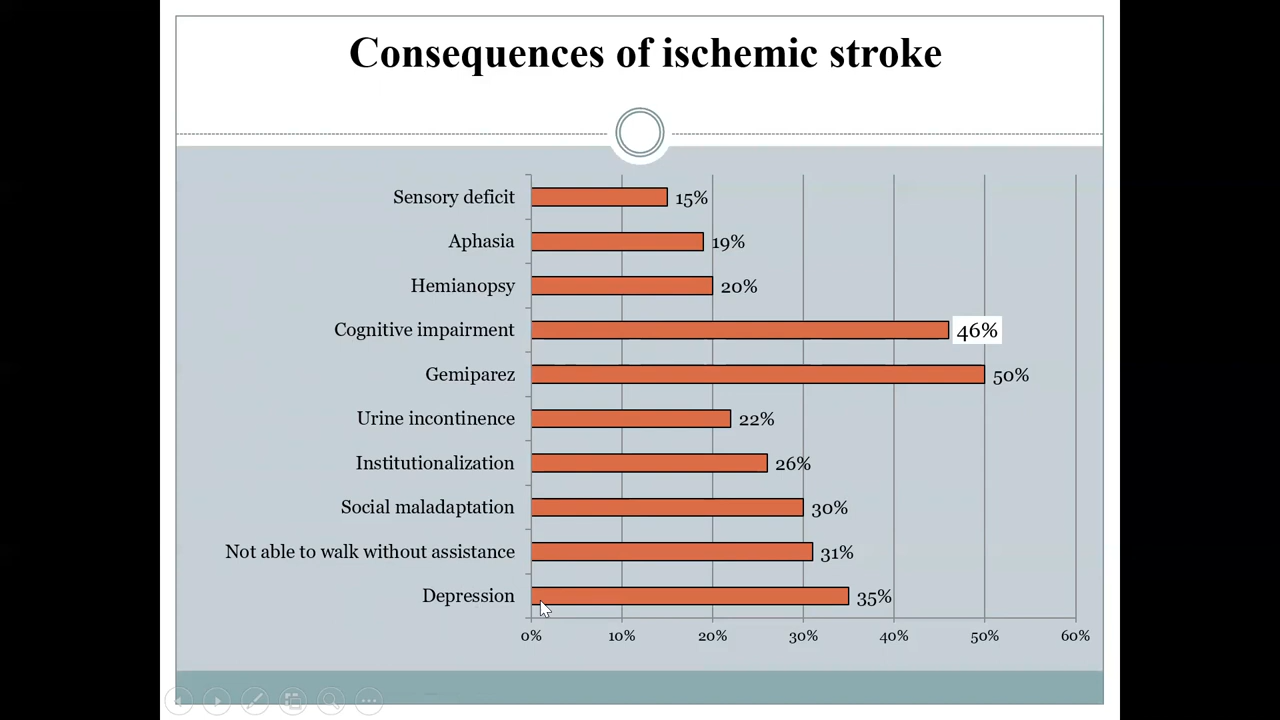 Consequences of ischemic stroke
Sensory deficit 15%
Aphasia 19%
Hemianopsy 20%
Cognitive impairment 46%
Gemiparez 50%
Urine incontinence 22%
Institutionalization 26%
Social maladaptation 30%
Not able to walk without assistance 31%
Depression 35%
0% 10% 20% 30% 40% 50% 60%